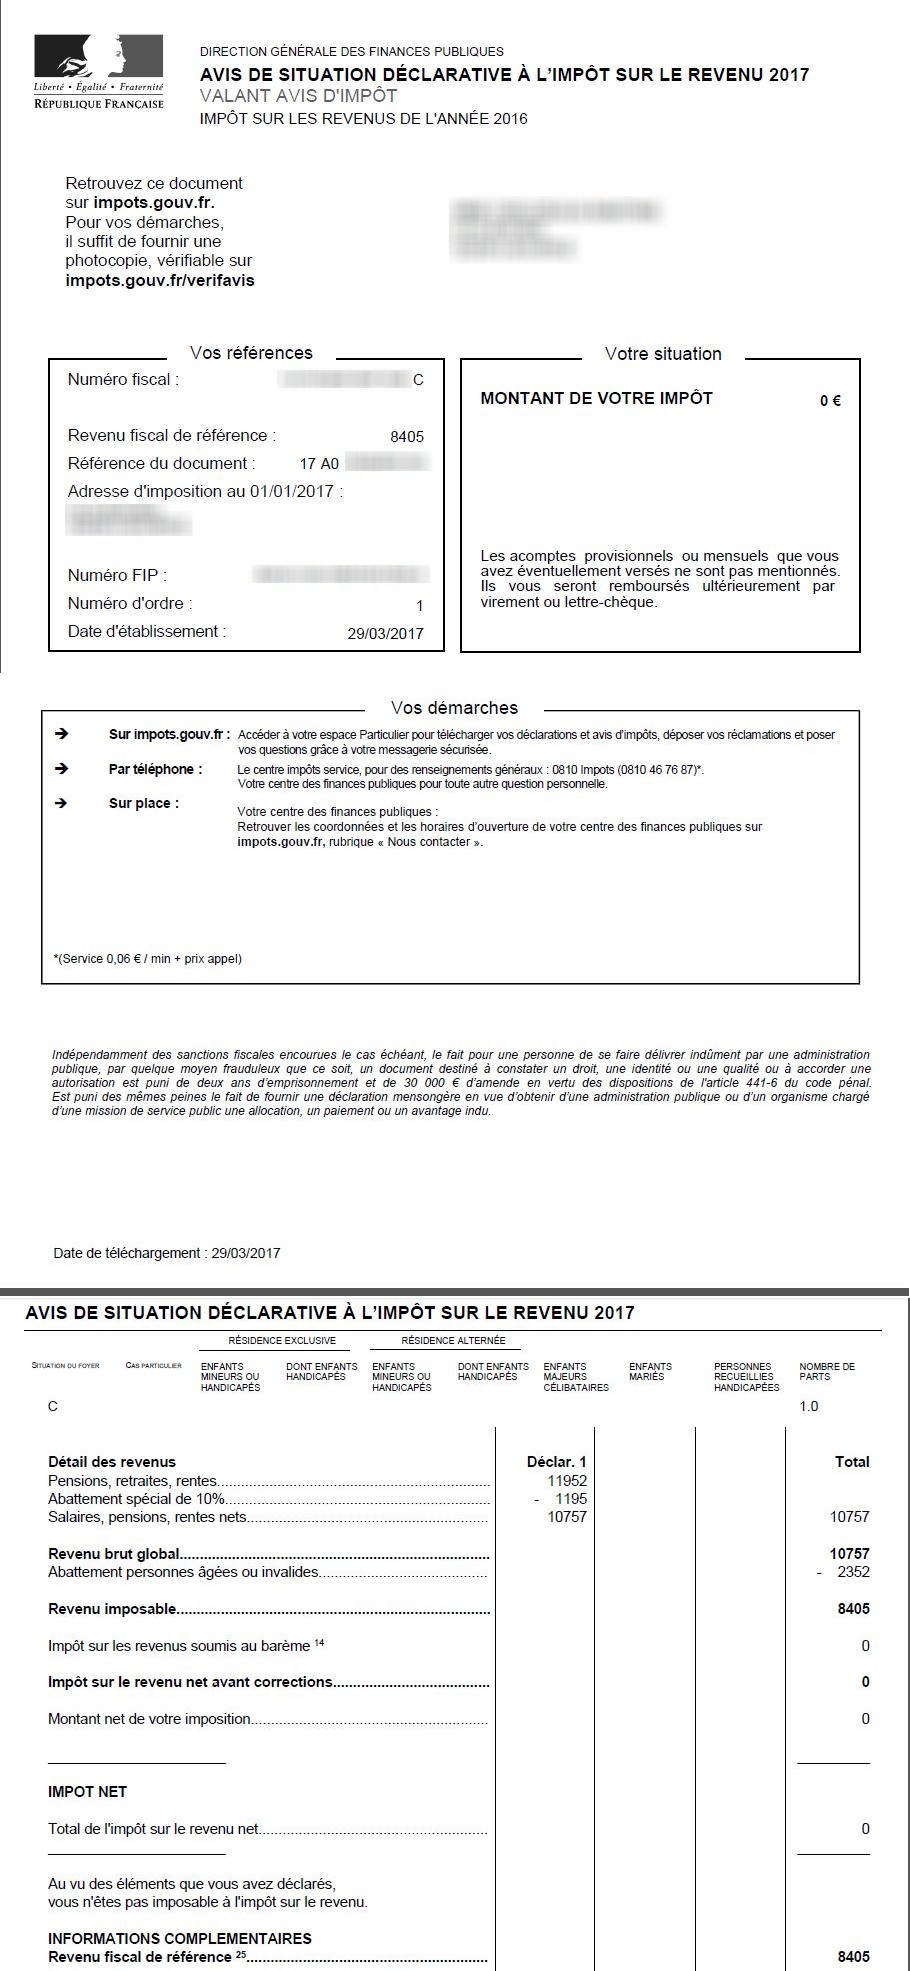 Liberté • Égalité • Fraternité
RÉPUBLIQUE FRANÇAISE
DIRECTION GÉNÉRALE DES FINANCES PUBLIQUES
AVIS DE SITUATION DÉCLARATIVE À L'IMPÔT SUR LE REVENU 2017
VALANT AVIS D'IMPÔT
IMPÔT SUR LES REVENUS DE L'ANNÉE 2016
Retrouvez ce document
sur impots.gouv.fr.
Pour vos démarches,
il suffit de fournir une
photocopie, vérifiable sur
impots.gouv.fr/verifavis
Vos références
Numéro fiscal : C
Revenu fiscal de référence : 8405
Référence du document : 17 A0
Adresse d'imposition au 01/01/2017 :
Numéro FIP :
Numéro d'ordre : 1
Date d'établissement : 29/03/2017
Votre situation
MONTANT DE VOTRE IMPÔT 0 €
Les acomptes provisionnels ou mensuels que vous
avez éventuellement versés ne sont pas mentionnés.
Ils vous seront remboursés ultérieurement par
virement ou lettre-chèque.
Vos démarches
➔ Sur impots.gouv.fr : Accéder à votre espace Particulier pour télécharger vos déclarations et avis d'impôts, déposer vos réclamations et poser
vos questions grâce à votre messagerie sécurisée.
➔ Par téléphone : Le centre impôts service, pour des renseignements généraux : 0810 Impots (0810 46 76 87)*.
Votre centre des finances publiques pour toute autre question personnelle.
➔ Sur place :
Votre centre des finances publiques :
Retrouver les coordonnées et les horaires d'ouverture de votre centre des finances publiques sur
impots.gouv.fr, rubrique « Nous contacter ».
*(Service 0,06 € / min + prix appel)
Indépendamment des sanctions fiscales encourues le cas échéant, le fait pour une personne de se faire délivrer indûment par une administration
publique, par quelque moyen frauduleux que ce soit, un document destiné à constater un droit, une identité ou une qualité ou à accorder une
autorisation est puni de deux ans d'emprisonnement et de 30 000 € d'amende en vertu des dispositions de l'article 441-6 du code pénal.
Est puni des mêmes peines le fait de fournir une déclaration mensongère en vue d'obtenir d'une administration publique ou d'un organisme chargé
d'une mission de service public une allocation, un paiement ou un avantage indu.
Date de téléchargement : 29/03/2017
AVIS DE SITUATION DÉCLARATIVE À L'IMPÔT SUR LE REVENU 2017
RÉSIDENCE EXCLUSIVE RÉSIDENCE ALTERNÉE
SITUATION DU FOYER CAS PARTICULIER ENFANTS DONT ENFANTS ENFANTS DONT ENFANTS ENFANTS ENFANTS PERSONNES NOMBRE DE
MINEURS OU HANDICAPÉS MINEURS OU HANDICAPÉS MAJEURS MARIÉS RECUEILLIES PARTS
HANDICAPÉS HANDICAPÉS CÉLIBATAIRES HANDICAPÉES
C 1.0
Détail des revenus Déclar. 1 Total
Pensions, retraites, rentes 11952
Abattement spécial de 10% - 1195
Salaires, pensions, rentes nets 10757 10757
Revenu brut global 10757
Abattement personnes âgées ou invalides - 2352
Revenu imposable 8405
Impôt sur les revenus soumis au barème 14 0
Impôt sur le revenu net avant corrections 0
Montant net de votre imposition 0
IMPOT NET
Total de l'impôt sur le revenu net 0
Au vu des éléments que vous avez déclarés,
vous n'êtes pas imposable à l'impôt sur le revenu.
INFORMATIONS COMPLEMENTAIRES
Revenu fiscal de référence 25 8405